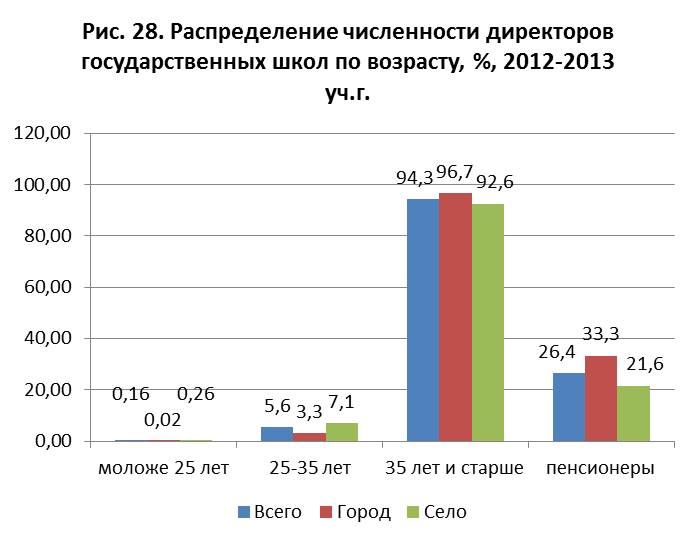 Рис. 28. Распределение численности директоров
государственных школ по возрасту, %, 2012-2013
уч.г.
120,00
100,00
80,00
60,00
40,00
20,00
0,00
0,16
0,02
0,26
5,6
3,3
7,1
94,3
96,7
92,6
26,4
33,3
21,6
моложе 25 лет
25-35 лет
35 лет и старше
пенсионеры
Всего
Город
Село